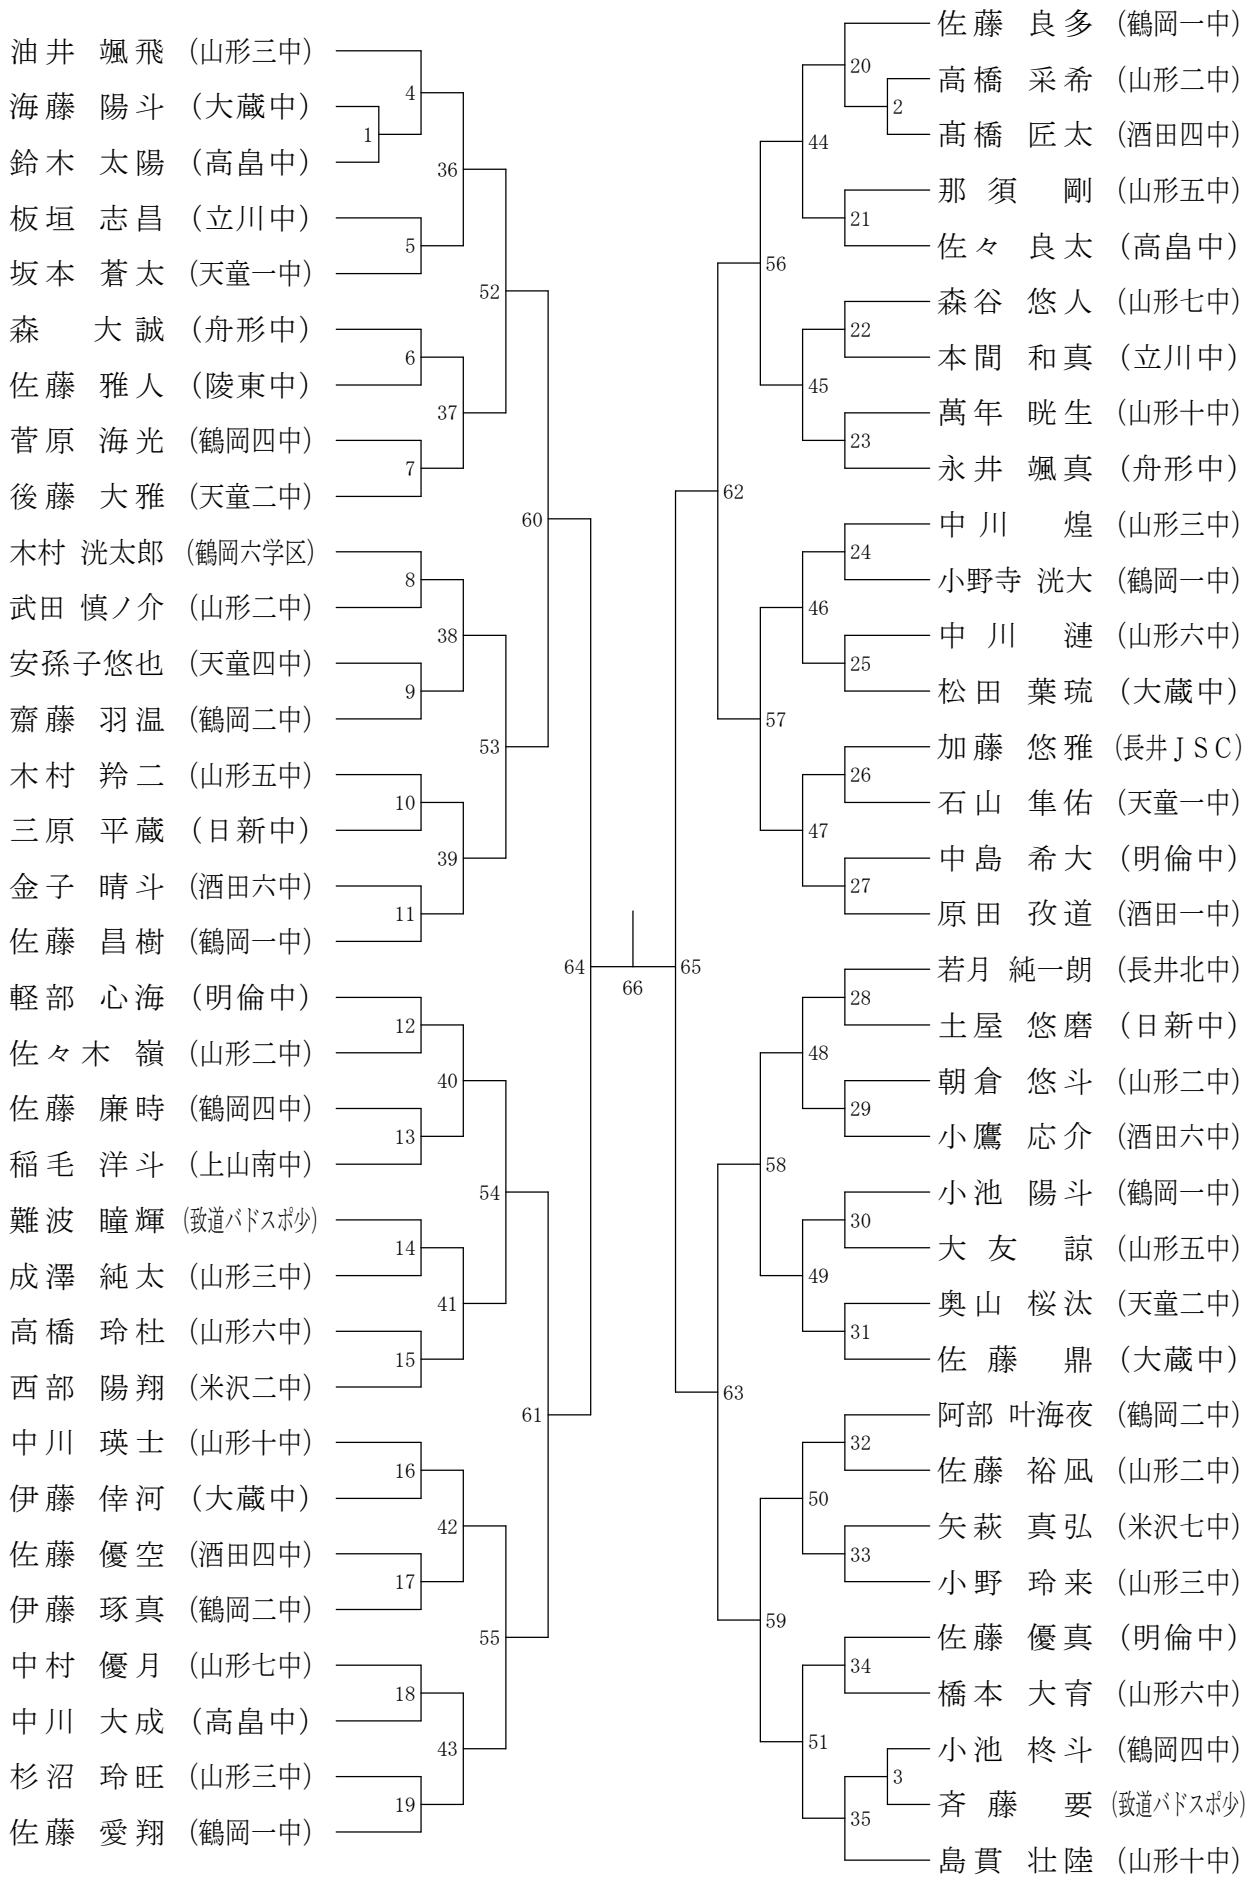 油井 颯飛 (山形三中)
海藤 陽斗 (大蔵中)
鈴木 太陽 (高畠中)
板垣 志昌 (立川中)
坂本 蒼太 (天童一中)
森 大誠 (舟形中)
佐藤 雅人 (陵東中)
菅原 海光 (鶴岡四中)
後藤 大雅 (天童二中)
木村 洸太郎 (鶴岡六学区)
武田 慎ノ介 (山形二中)
安孫子悠也 (天童四中)
齋藤 羽温 (鶴岡二中)
木村 羚二 (山形五中)
三原 平蔵 (日新中)
金子 晴斗 (酒田六中)
佐藤 昌樹 (鶴岡一中)
軽部 心海 (明倫中)
佐々木 嶺 (山形二中)
佐藤 廉時 (鶴岡四中)
稲毛 洋斗 (上山南中)
難波 瞳輝 (致道バドスポ少)
成澤 純太 (山形三中)
高橋 玲杜 (山形六中)
西部 陽翔 (米沢二中)
中川 瑛士 (山形十中)
伊藤 倖河 (大蔵中)
佐藤 優空 (酒田四中)
伊藤 琢真 (鶴岡二中)
中村 優月 (山形七中)
中川 大成 (高畠中)
杉沼 玲旺 (山形三中)
佐藤 愛翔 (鶴岡一中)
1
4
5
6
7
8
9
10
11
12
13
14
15
16
17
18
19
36
37
38
39
40
41
42
43
52
53
54
55
60
61
64
66
65
62
63
56
57
58
59
44
45
46
47
48
49
50
51
20
21
22
23
24
25
26
27
28
29
30
31
32
33
34
35
2
3
佐藤 良多 (鶴岡一中)
高橋 采希 (山形二中)
髙橋 匠太 (酒田四中)
那須 剛 (山形五中)
佐々 良太 (高畠中)
森谷 悠人 (山形七中)
本間 和真 (立川中)
萬年 晄生 (山形十中)
永井 颯真 (舟形中)
中川 煌 (山形三中)
小野寺 洸大 (鶴岡一中)
中川 漣 (山形六中)
松田 葉琉 (大蔵中)
加藤 悠雅 (長井ＪＳＣ)
石山 隼佑 (天童一中)
中島 希大 (明倫中)
原田 孜道 (酒田一中)
若月 純一朗 (長井北中)
土屋 悠磨 (日新中)
朝倉 悠斗 (山形二中)
小鷹 応介 (酒田六中)
小池 陽斗 (鶴岡一中)
大友 諒 (山形五中)
奥山 桜汰 (天童二中)
佐藤 鼎 (大蔵中)
阿部 叶海夜 (鶴岡二中)
佐藤 裕凪 (山形二中)
矢萩 真弘 (米沢七中)
小野 玲来 (山形三中)
佐藤 優真 (明倫中)
橋本 大育 (山形六中)
小池 柊斗 (鶴岡四中)
斉藤 要 (致道バドスポ少)
島貫 壮陸 (山形十中)